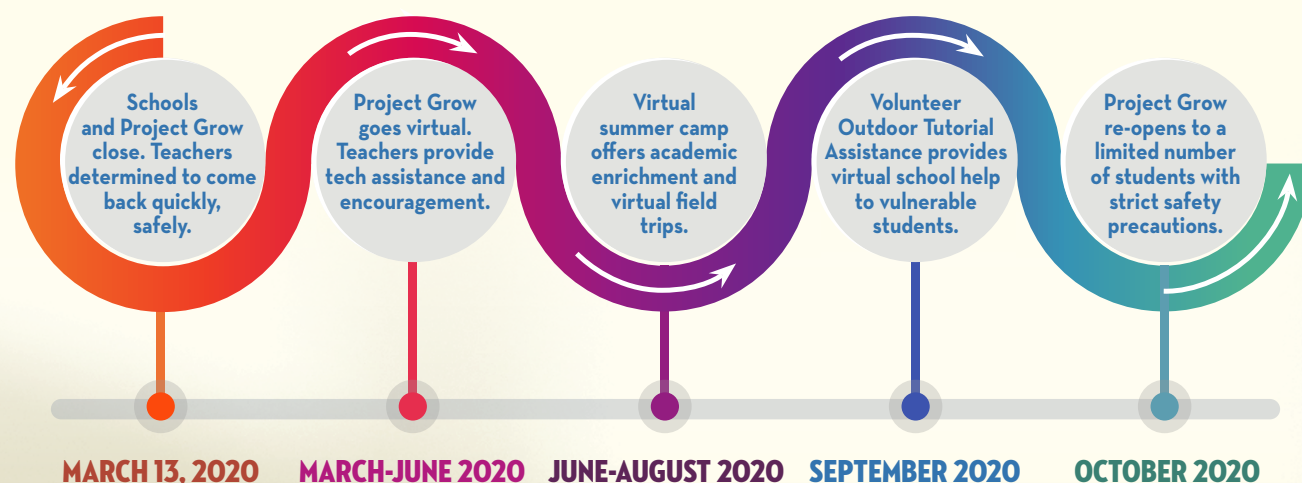 Schools
and Project Grow
close. Teachers
determined to come
back quickly,
safely.
Project Grow
goes virtual.
Teachers provide
tech assistance and
encouragement.
Virtual
summer camp
offers academic
enrichment and
virtual field
trips.
Volunteer
Outdoor Tutorial
Assistance provides
virtual school help
to vulnerable
students.
Project Grow
re-opens to a
limited number
of students with
strict safety
precautions.
MARCH 13, 2020
MARCH-JUNE 2020
JUNE-AUGUST 2020
SEPTEMBER 2020
OCTOBER 2020